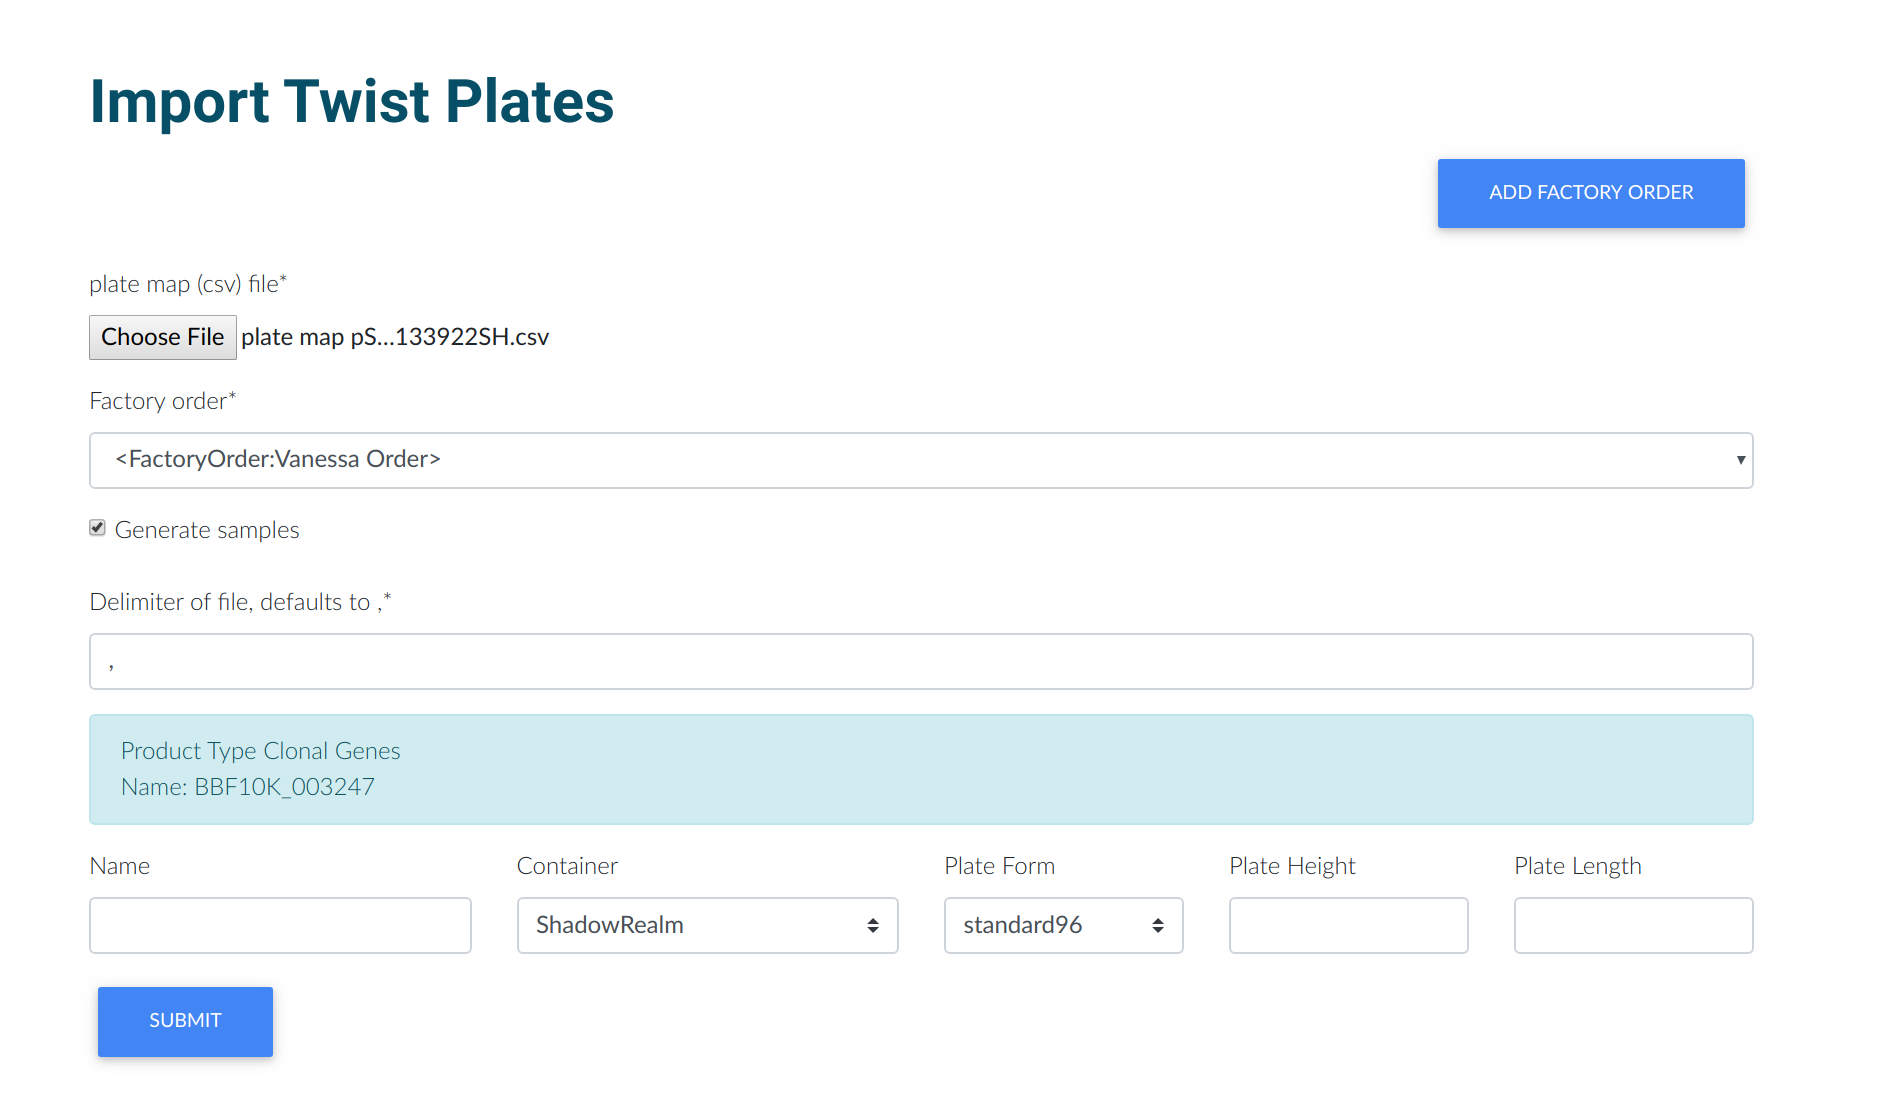 Import Twist Plates
ADD FACTORY ORDER
plate map (csv) file*
Choose File plate map pS...133922SH.csv
Factory order*
<FactoryOrder:Vanessa Order>
Generate samples
Delimiter of file, defaults to ,*
,
Product Type Clonal Genes
Name: BBF10K_003247
Name Container Plate Form Plate Height Plate Length
ShadowRealm standard96
SUBMIT